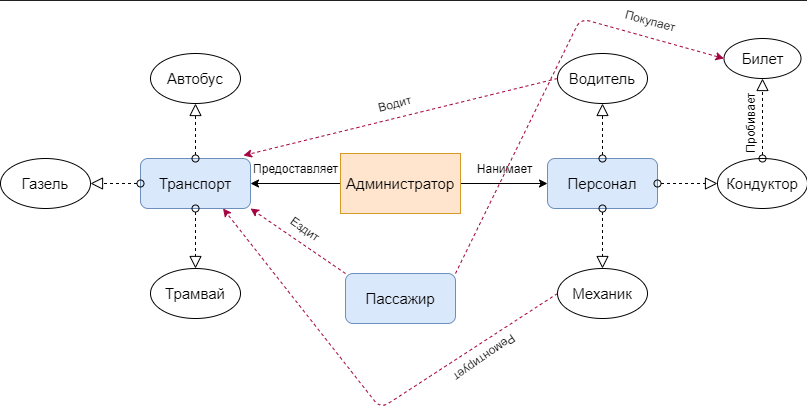 Покупает
Билет
Автобус
Водитель
Водит
Пробивает
Предоставляет
Нанимает
Газель
Транспорт
Администратор
Персонал
Кондуктор
Ездит
Трамвай
Пассажир
Механик
Ремонтирует